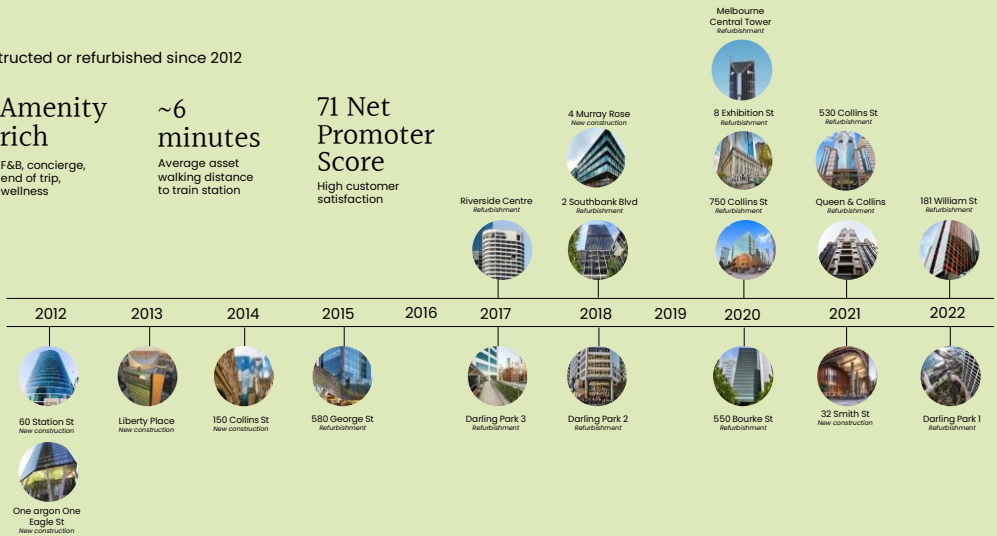 tructed or refurbished since 2012
Amenity
rich
F&B, concierge,
end of trip,
wellness
~6
minutes
Average asset
walking distance
to train station
71 Net
Promoter
Score
High customer
satisfaction
Melbourne
Central Tower
Refurbishment
4 Murray Rose
New construction
8 Exhibition St
Refurbishment
530 Collins St
Refurbishment
Riverside Centre
Refurbishment
2 Southbank Blvd
Refurbishment
750 Collins St
Refurbishment
Queen & Collins
Refurbishment
181 William St
Refurbishment
2012 2013 2014 2015 2016 2017 2018 2019 2020 2021 2022
60 Station St
New construction
Liberty Place
New construction
150 Collins St
New construction
580 George St
Refurbishment
Darling Park 3
Refurbishment
Darling Park 2
Refurbishment
550 Bourke St
Refurbishment
32 Smith St
New construction
Darling Park 1
Refurbishment
One argon One
Eagle St
New construction